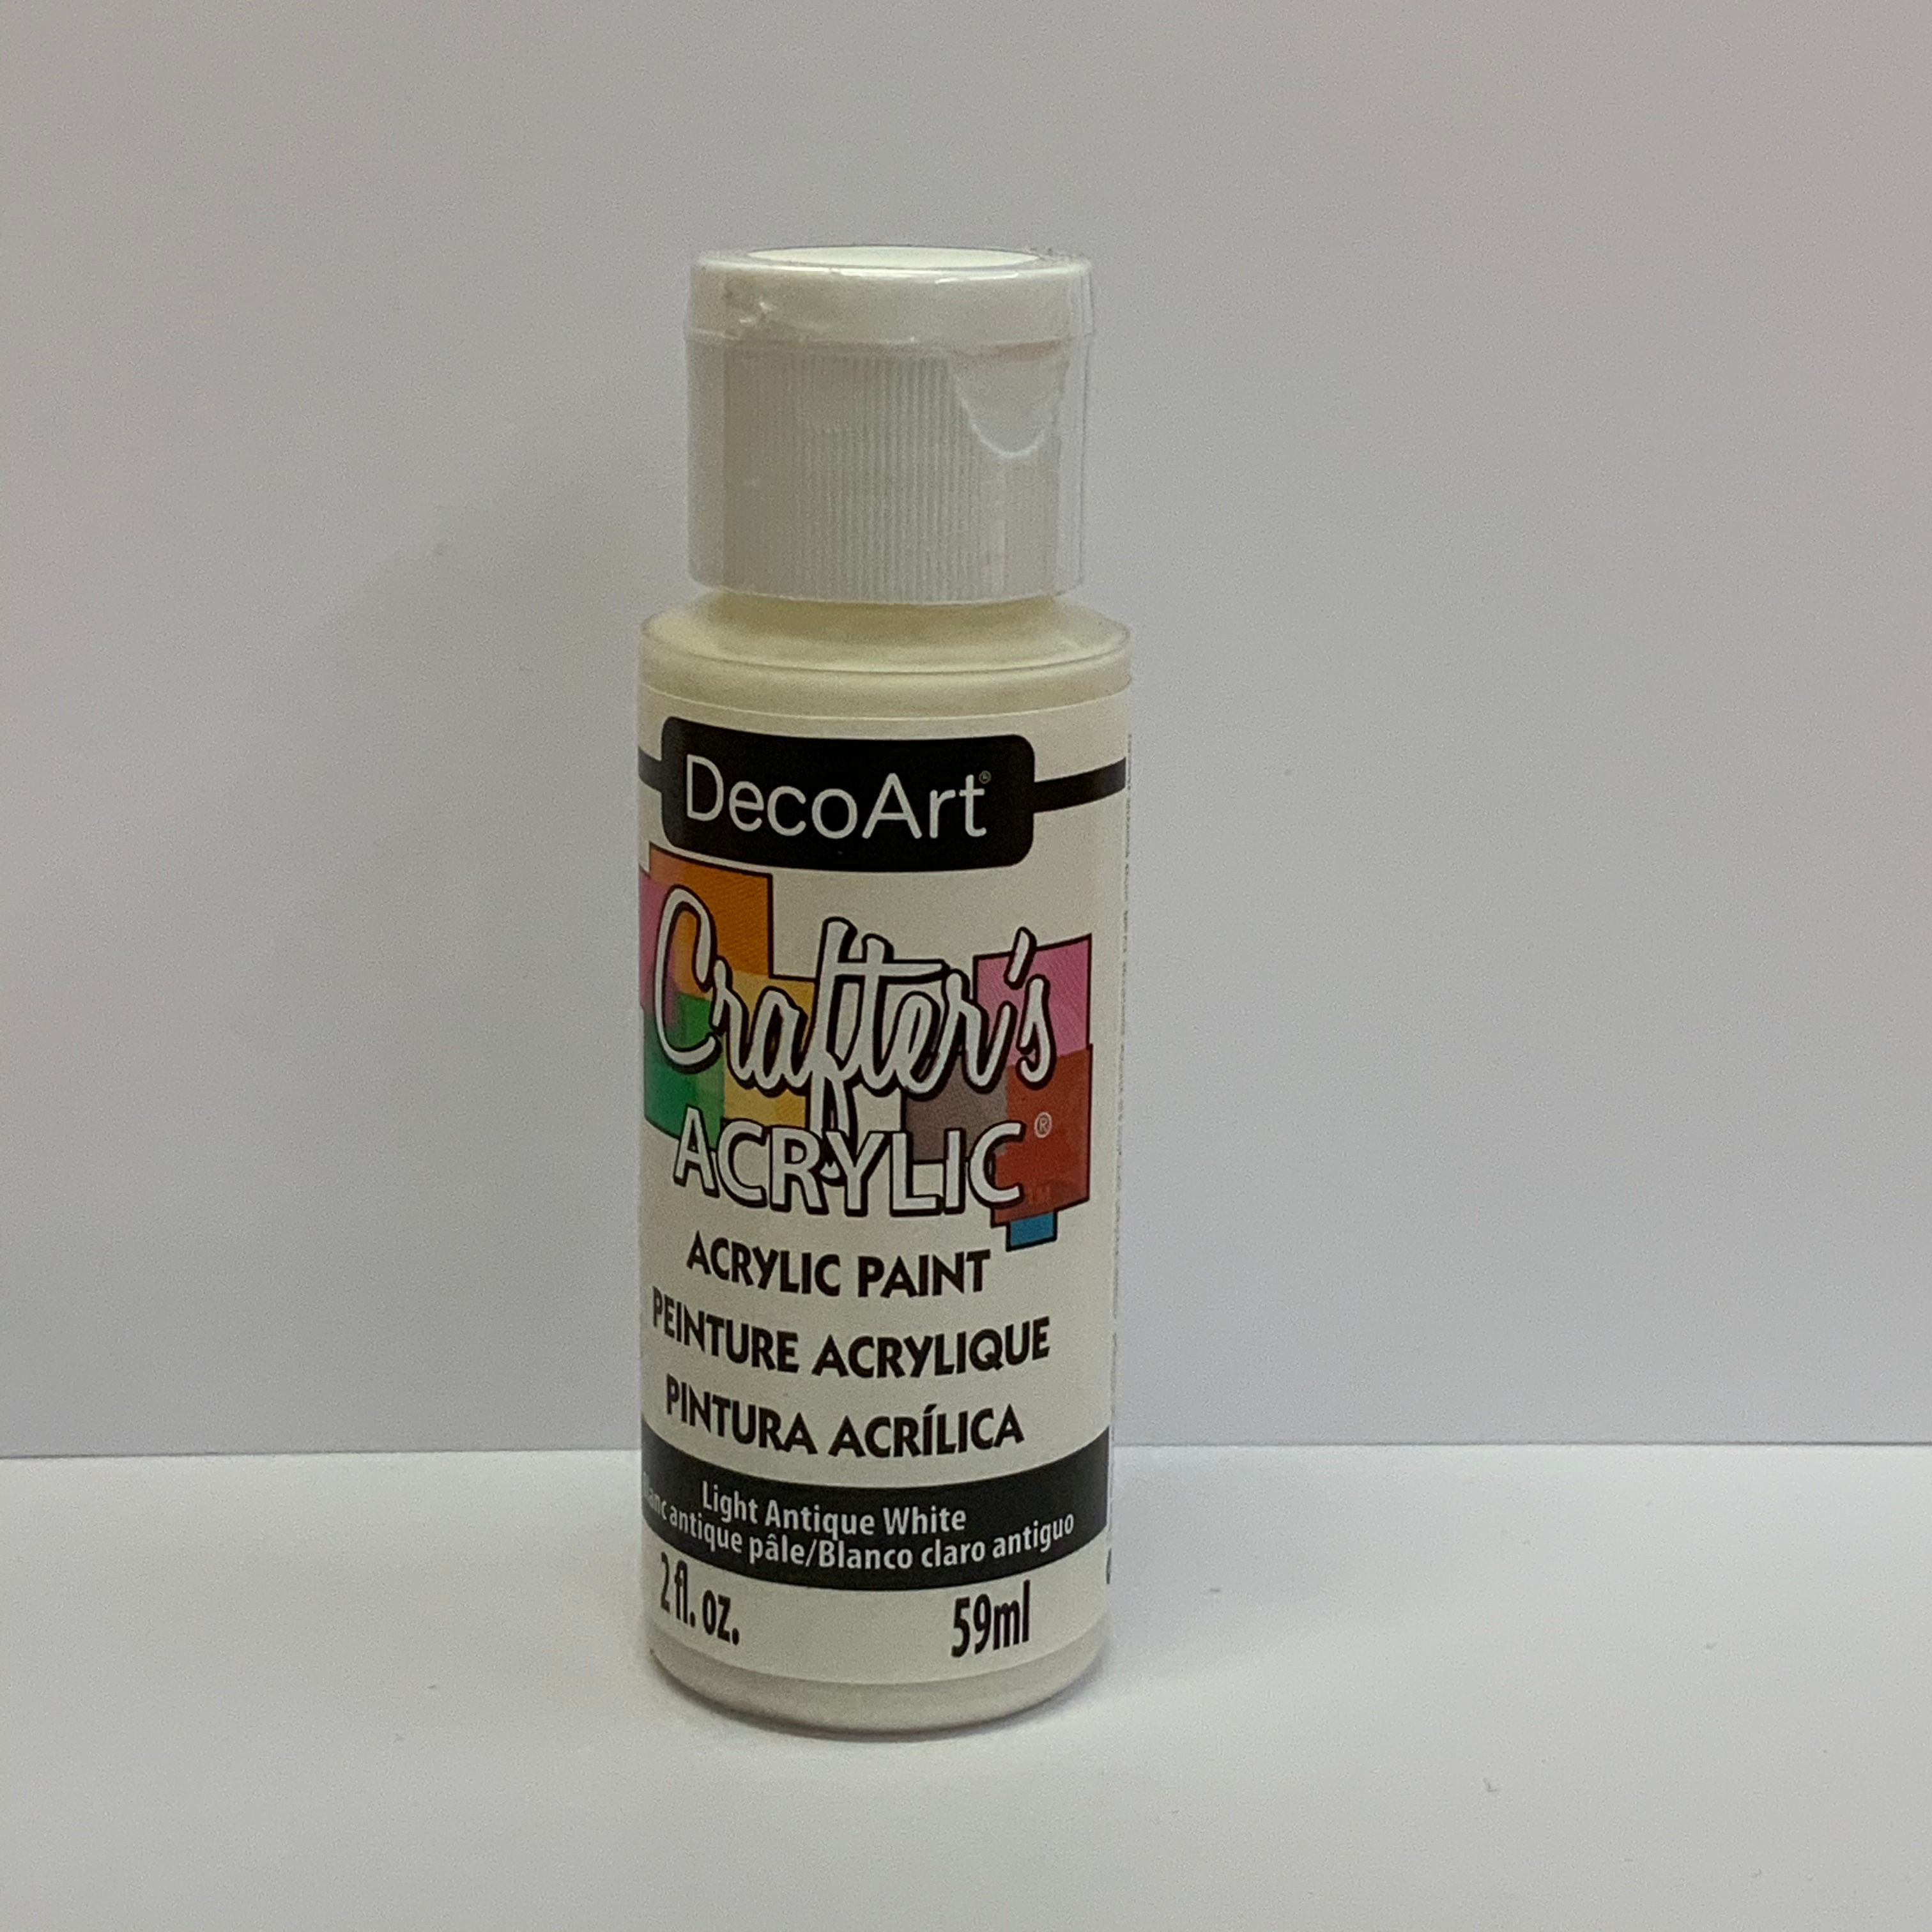 DecoArt®
Crafter's
ACRYLIC®
ACRYLIC PAINT
PEINTURE ACRYLIQUE
PINTURA ACRÍLICA
Light Antique White
Blanc antique pâle/Blanco claro antiguo
2 fl. oz. 59ml